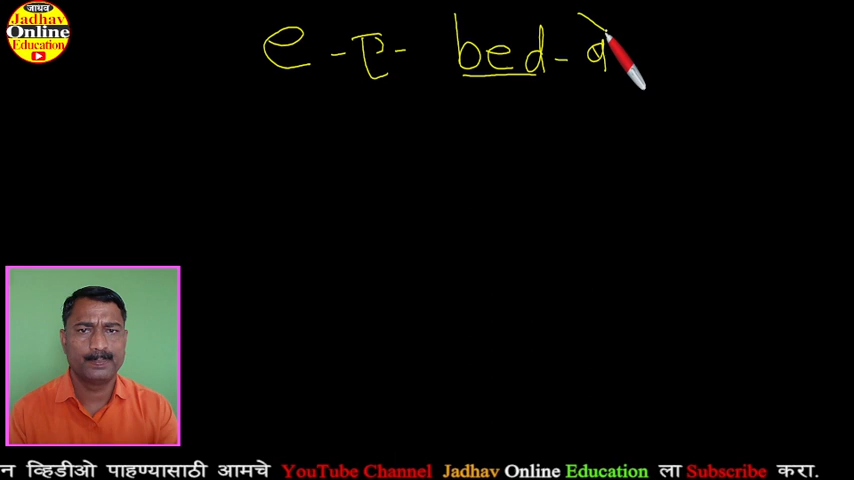 जाधव
Jadhav
Online
Education
e - ए - bed - बे
न व्हिडीओ पाहण्यासाठी आमचे YouTube Channel Jadhav Online Education ला Subscribe करा.